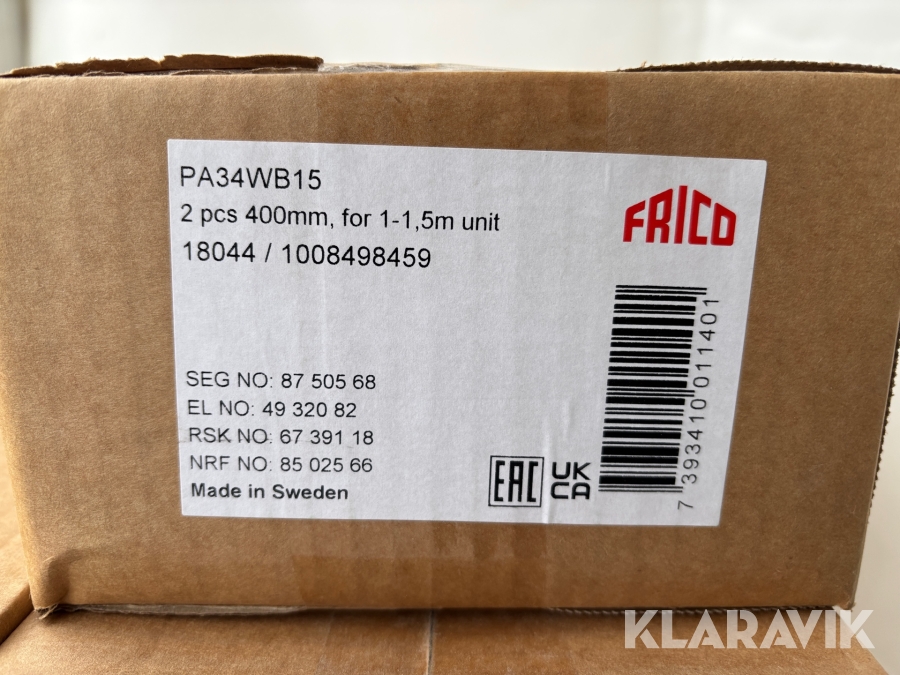 PA34WB15
2 pcs 400mm, for 1-1,5m unit
18044 / 1008498459
FRICO
SEG NO: 87 505 68
EL NO: 49 320 82
RSK NO: 67 391 18
NRF NO: 85 025 66
Made in Sweden
EAC
UK
CA
7 393410 011401
KLARAVIK